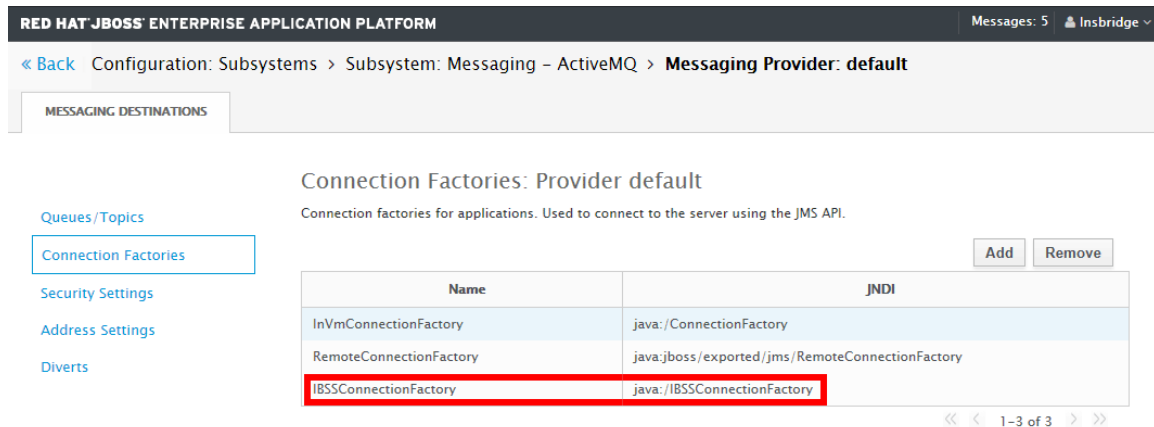 RED HAT JBOSS ENTERPRISE APPLICATION PLATFORM
Messages: 5 Insbridge
« Back Configuration: Subsystems > Subsystem: Messaging – ActiveMQ > Messaging Provider: default
MESSAGING DESTINATIONS
Connection Factories: Provider default
Connection factories for applications. Used to connect to the server using the JMS API.
Queues/Topics
Connection Factories
Security Settings
Address Settings
Diverts
Add Remove
Name JNDI
InVmConnectionFactory java:/ConnectionFactory
RemoteConnectionFactory java:jboss/exported/jms/RemoteConnectionFactory
IBSSConnectionFactory java:/IBSSConnectionFactory
1-3 of 3